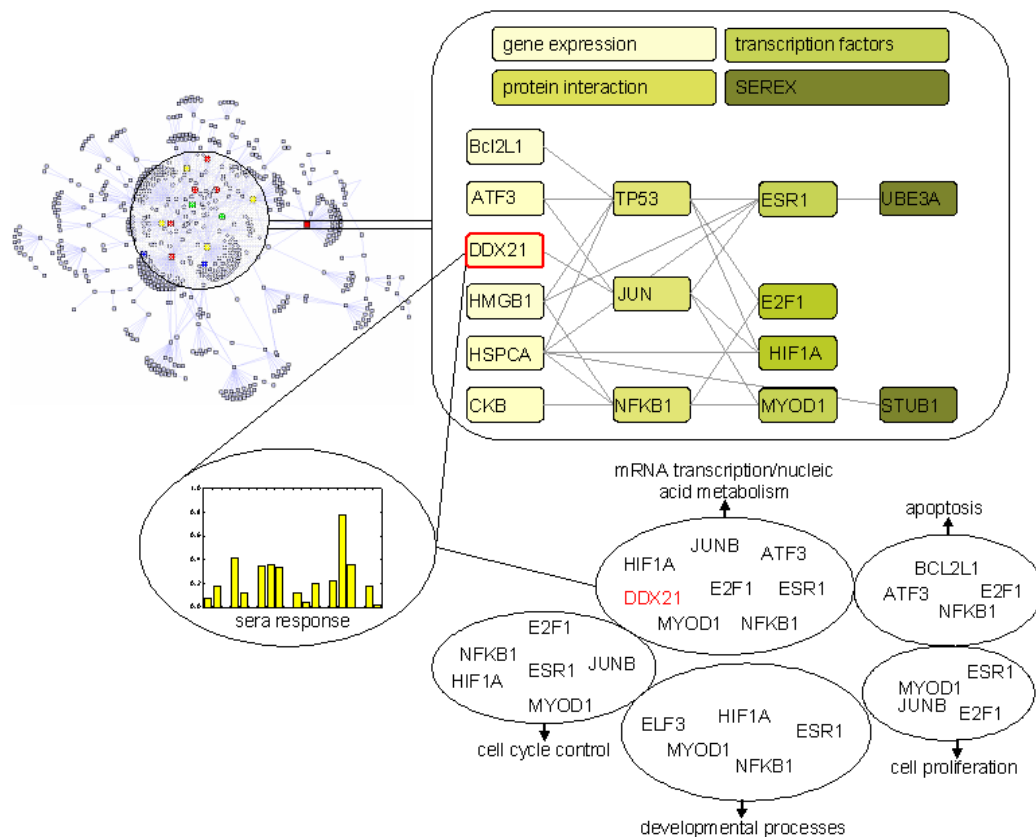 gene expression
transcription factors
protein interaction
SEREX
Bcl2L1
ATF3
TP53
ESR1
UBE3A
DDX21
HMGB1
JUN
E2F1
HSPCA
HIF1A
CKB
NFKB1
MYOD1
STUB1
mRNA transcription/nucleic
acid metabolism
apoptosis
sera response
JUNB
HIF1A
ATF3
E2F1
ESR1
DDX21
MYOD1
NFKB1
BCL2L1
ATF3
E2F1
NFKB1
E2F1
NFKB1
JUNB
ESR1
HIF1A
MYOD1
ESR1
MYOD1
JUNB
E2F1
HIF1A
ELF3
ESR1
MYOD1
NFKB1
cell cycle control
cell proliferation
developmental processes